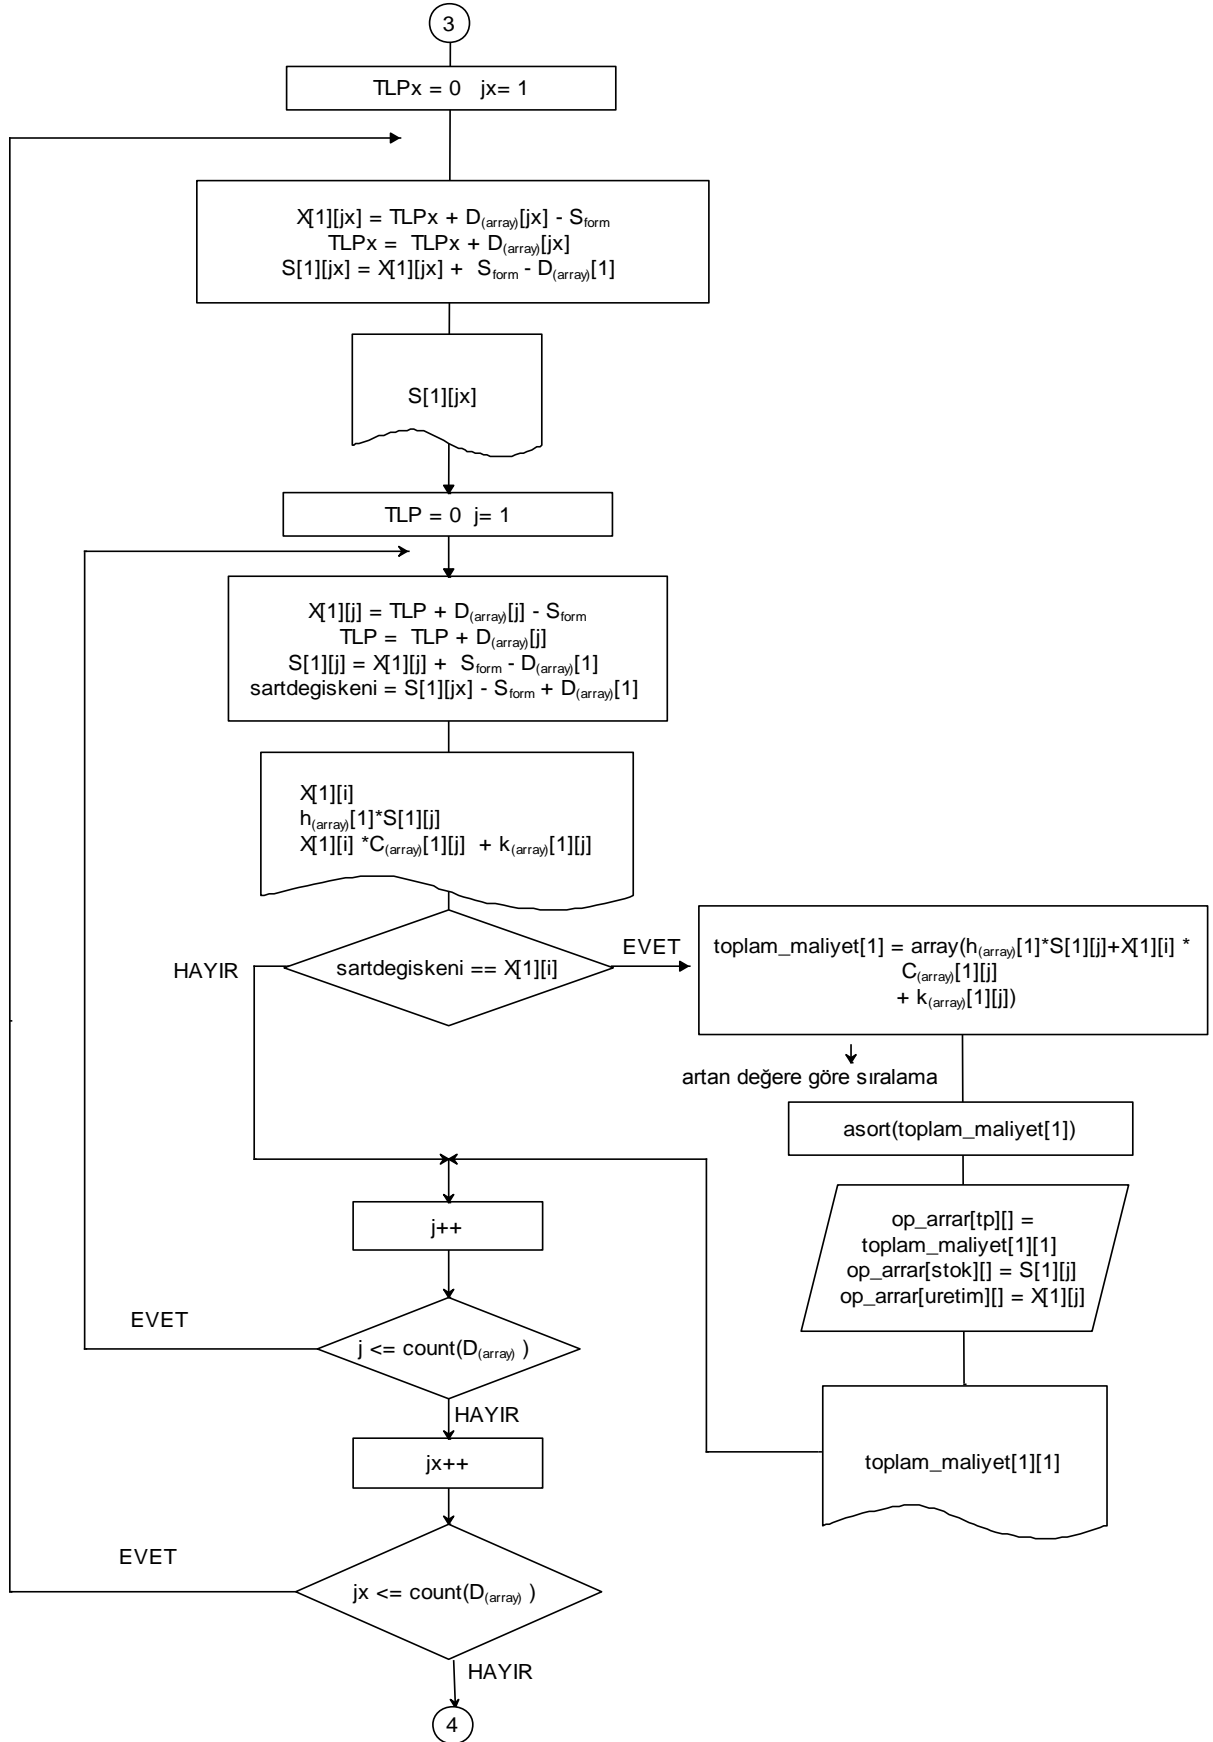 3
TLPx = 0 jx= 1
X[1][jx] = TLPx + D(array)[jx] - Sform
TLPx = TLPx + D(array)[jx]
S[1][jx] = X[1][jx] + Sform - D(array)[1]
S[1][jx]
TLP = 0 j= 1
X[1][j] = TLP + D(array)[j] - Sform
TLP = TLP + D(array)[j]
S[1][j] = X[1][j] + Sform - D(array)[1]
sartdegiskeni = S[1][jx] - Sform + D(array)[1]
X[1][i]
h(array)[1]*S[1][j]
X[1][i] *C(array)[1][j] + k(array)[1][j]
sartdegiskeni == X[1][i]
HAYIR
EVET
toplam_maliyet[1] = array(h(array)[1]*S[1][j]+X[1][i] *
C(array)[1][j]
+ k(array)[1][j])
artan değere göre sıralama
asort(toplam_maliyet[1])
op_arrar[tp][] =
toplam_maliyet[1][1]
op_arrar[stok][] = S[1][j]
op_arrar[uretim][] = X[1][j]
toplam_maliyet[1][1]
j++
EVET
j <= count(D(array) )
HAYIR
jx++
EVET
jx <= count(D(array) )
HAYIR
4